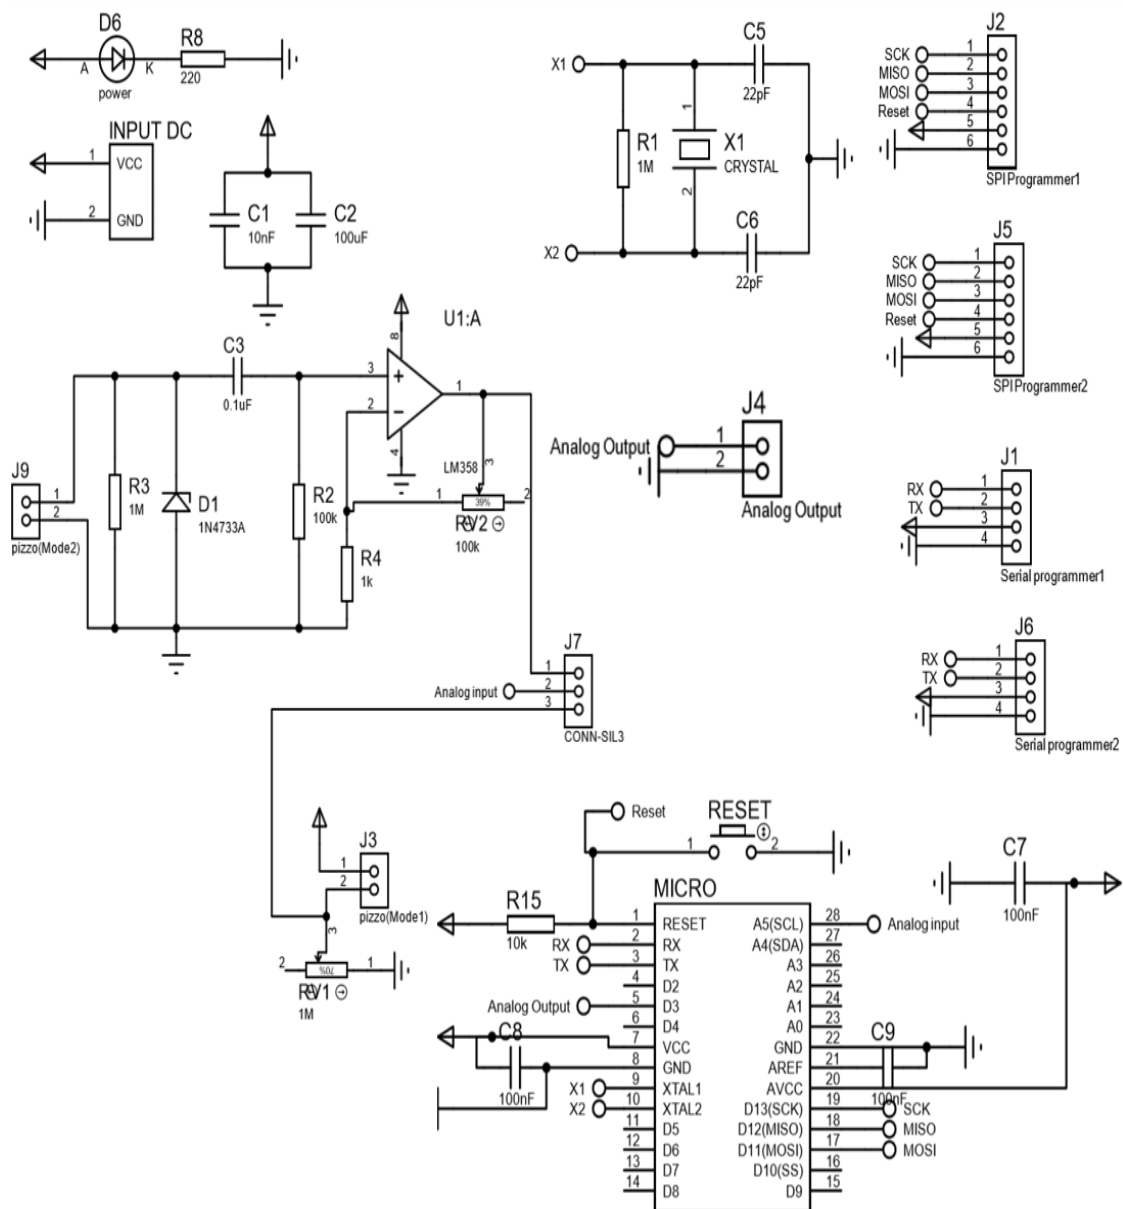 D6
A
K
power
R8
220
INPUT DC
1
VCC
2
GND
C1
10nF
C2
100uF
X1
X2
R1
1M
1
2
X1
CRYSTAL
C5
22pF
C6
22pF
J2
SCK 1
MISO 2
MOSI 3
Reset 4
5
6
SPI Programmer1
J5
SCK 1
MISO 2
MOSI 3
Reset 4
5
6
SPI Programmer2
J9
1
2
pizzo(Mode2)
R3
1M
D1
1N4733A
C3
0.1uF
R2
100k
U1:A
3
2
8
4
1
+
−
LM358
R4
1k
1
3
2
39%
RV2
100k
J4
Analog Output 1
2
Analog Output
J1
RX 1
TX 2
3
4
Serial programmer1
J6
RX 1
TX 2
3
4
Serial programmer2
J7
1
Analog input 2
3
CONN-SIL3
J3
1
2
pizzo(Mode1)
3
2
70%
1
RV1
1M
Reset
RESET
1
2
R15
10k
C7
100nF
MICRO
1 RESET
RX 2 RX
TX 3 TX
4 D2
Analog Output 5 D3
6 D4
7 VCC
8 GND
X1 9 XTAL1
X2 10 XTAL2
11 D5
12 D6
13 D7
14 D8
C8
100nF
A5(SCL) 28 Analog input
A4(SDA) 27
A3 26
A2 25
A1 24
A0 23
GND 22
AREF 21
AVCC 20
D13(SCK) 19 SCK
D12(MISO) 18 MISO
D11(MOSI) 17 MOSI
D10(SS) 16
D9 15
C9
100nF